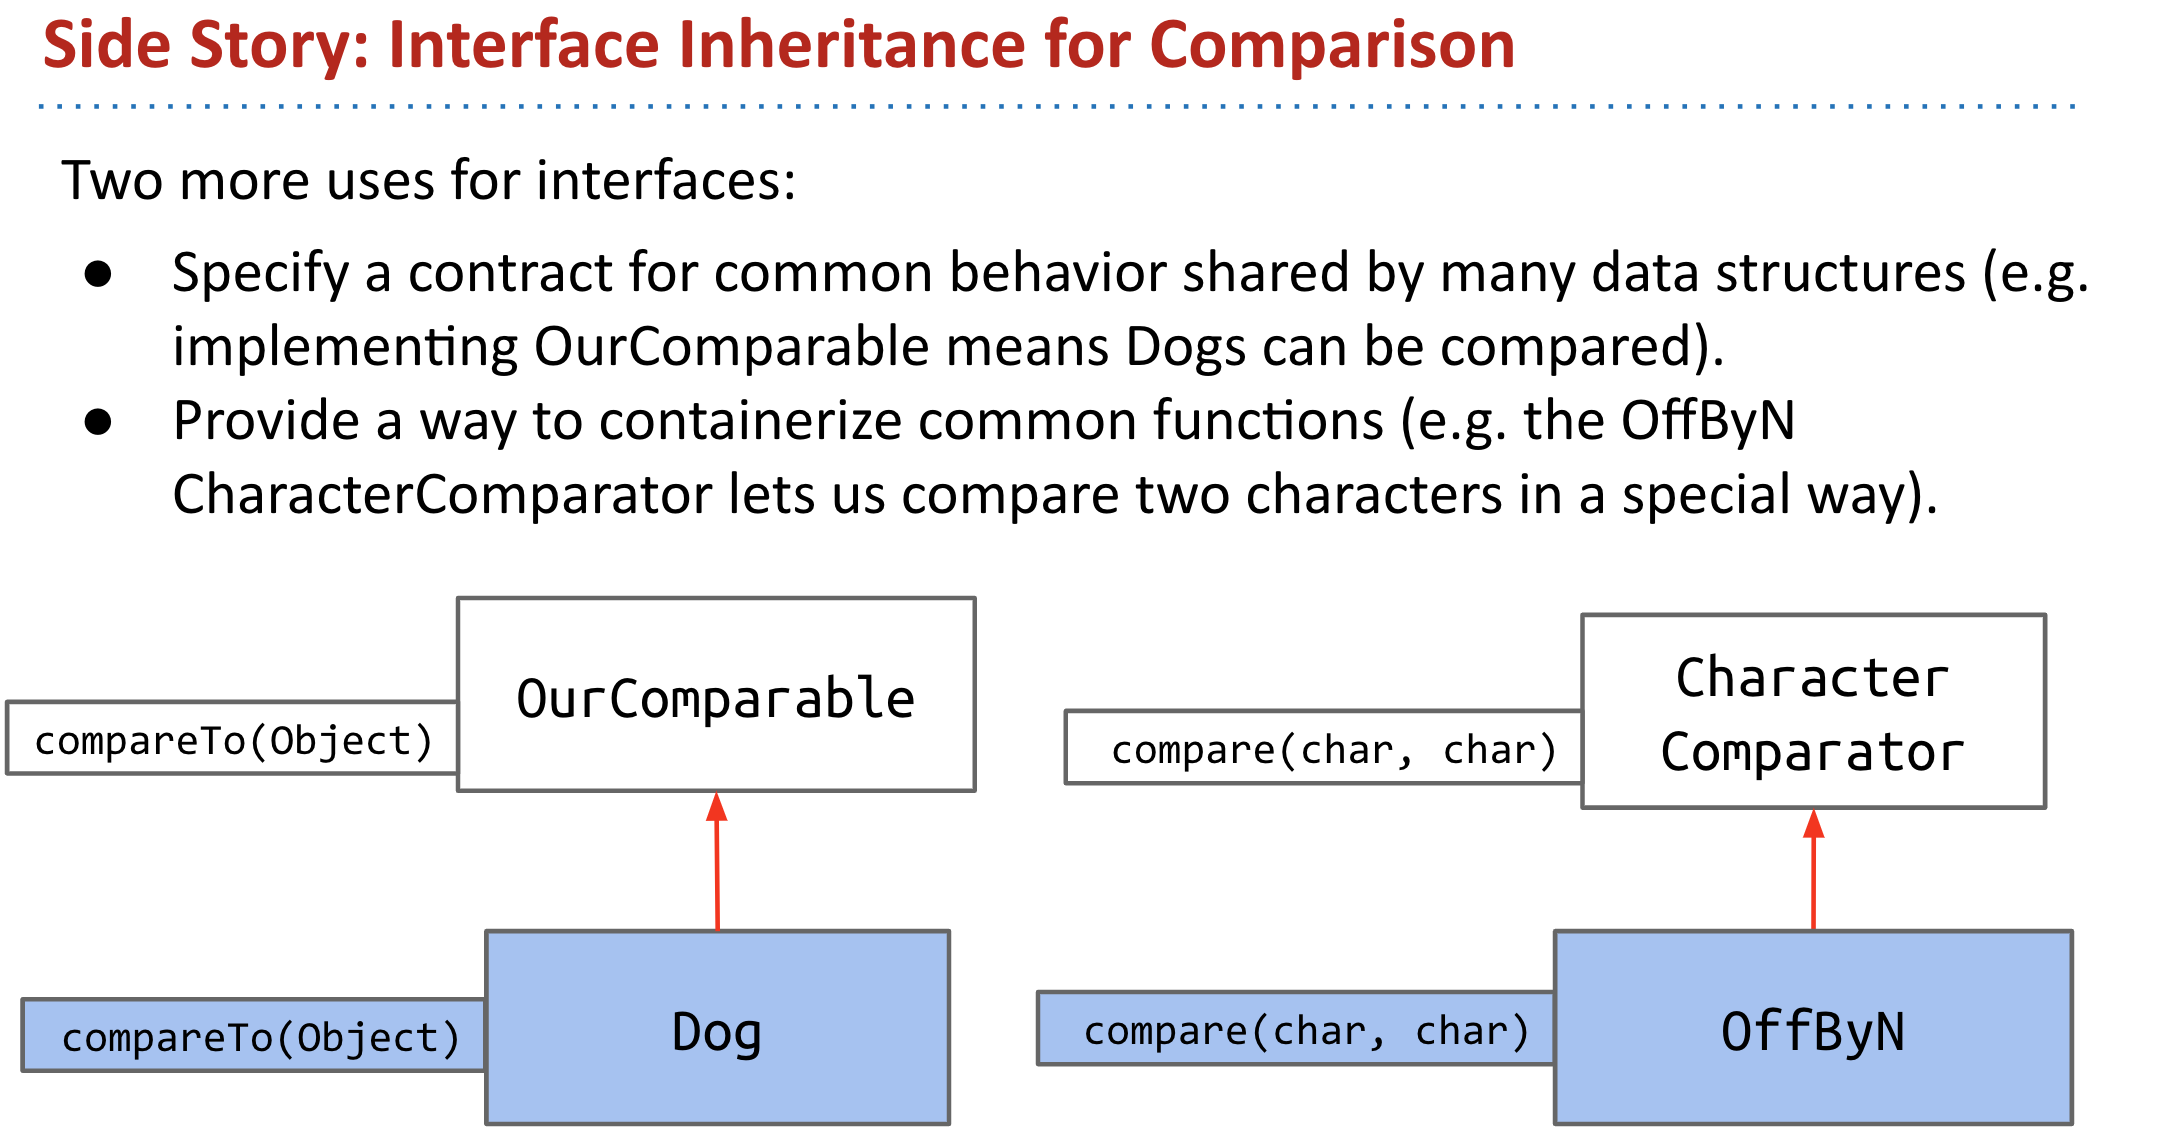 Side Story: Interface Inheritance for Comparison
Two more uses for interfaces:
● Specify a contract for common behavior shared by many data structures (e.g.
implementing OurComparable means Dogs can be compared).
● Provide a way to containerize common functions (e.g. the OffByN
CharacterComparator lets us compare two characters in a special way).
OurComparable
compareTo(Object)
Dog
compareTo(Object)
Character
Comparator
compare(char, char)
OffByN
compare(char, char)